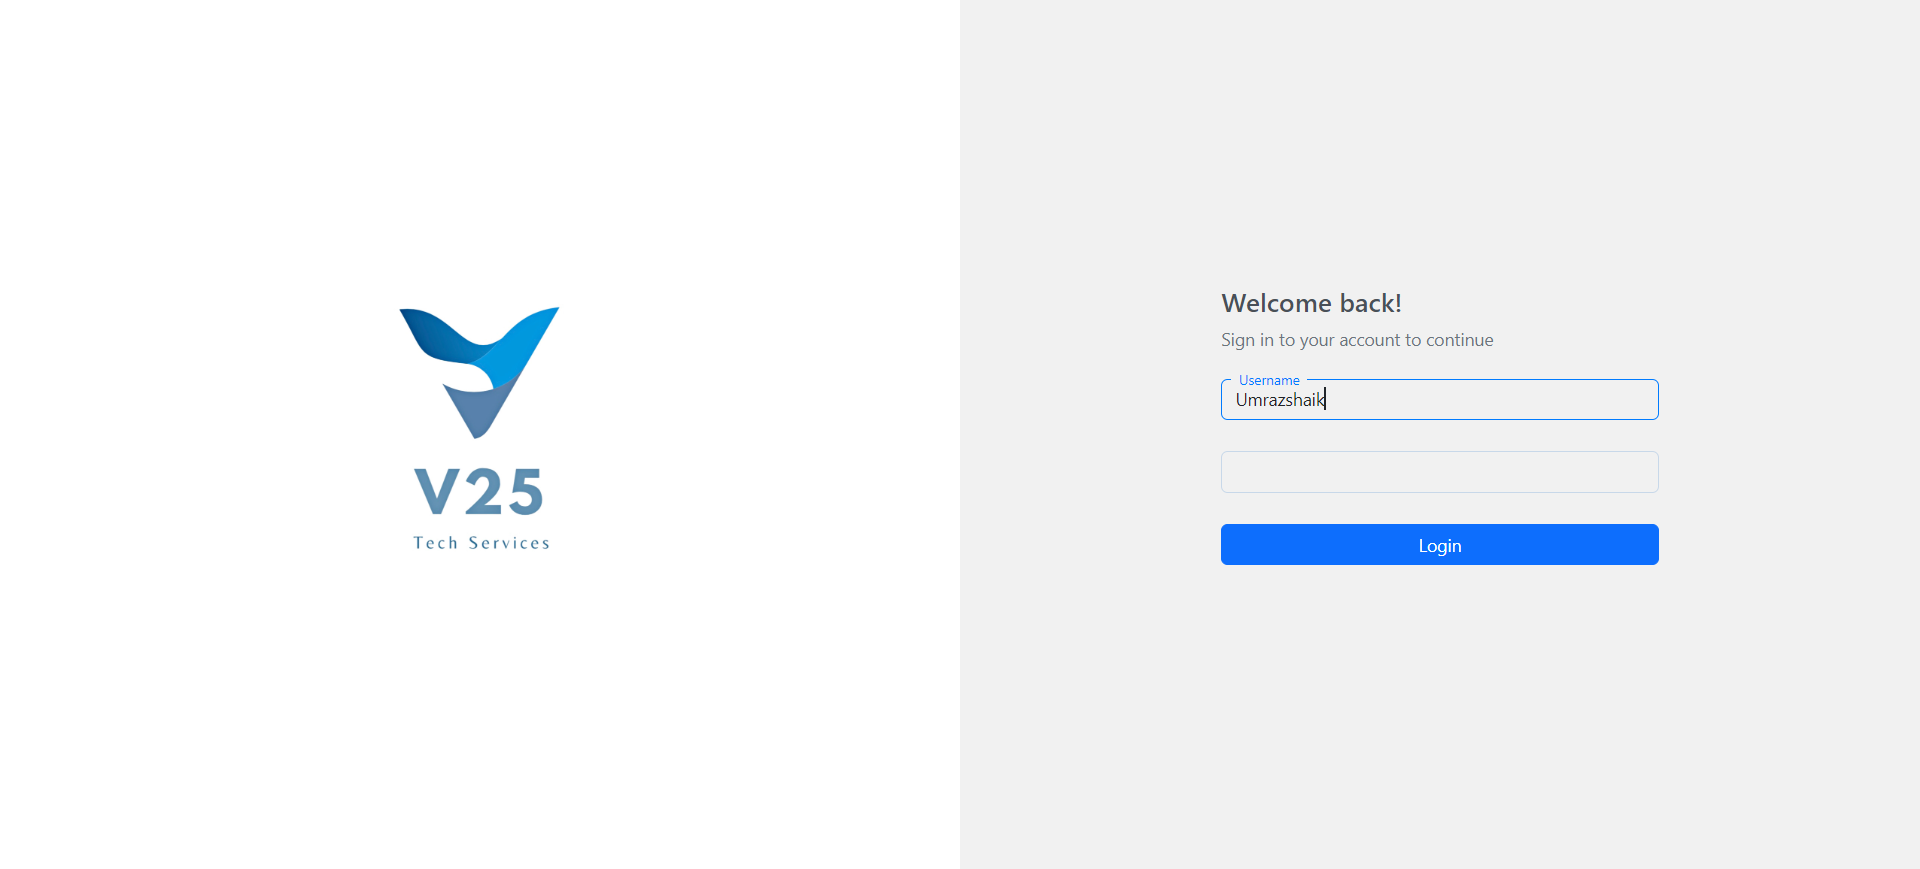 V25
Tech Services
Welcome back!
Sign in to your account to continue
Username
Umrazshaik
Login